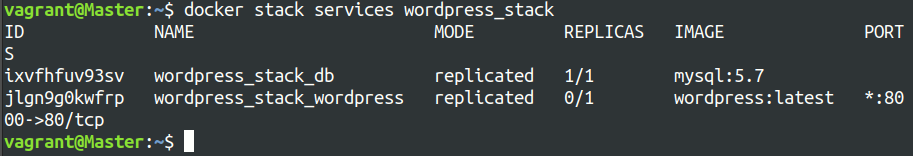 vagrant@Master:~$ docker stack services wordpress_stack
ID             NAME                        MODE         REPLICAS   IMAGE              PORT
S
ixvfhfuv93sv   wordpress_stack_db          replicated   1/1        mysql:5.7
jlgn9g0kwfrp   wordpress_stack_wordpress   replicated   0/1        wordpress:latest   *:80
00->80/tcp
vagrant@Master:~$